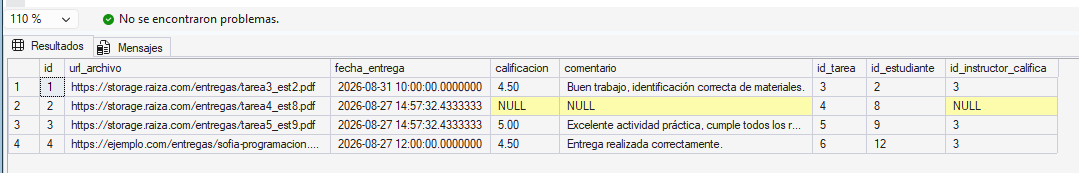 110 % No se encontraron problemas.
Resultados Mensajes
id url_archivo fecha_entrega calificacion comentario id_tarea id_estudiante id_instructor_califica
1 1 https://storage.raiza.com/entregas/tarea3_est2.pdf 2026-08-31 10:00:00.0000000 4.50 Buen trabajo, identificación correcta de materiales. 3 2 3
2 2 https://storage.raiza.com/entregas/tarea4_est8.pdf 2026-08-27 14:57:32.4333333 NULL NULL 4 8 NULL
3 3 https://storage.raiza.com/entregas/tarea5_est9.pdf 2026-08-27 14:57:32.4333333 5.00 Excelente actividad práctica, cumple todos los r... 5 9 3
4 4 https://ejemplo.com/entregas/sofia-programacion.... 2026-08-27 12:00:00.0000000 4.50 Entrega realizada correctamente. 6 12 3